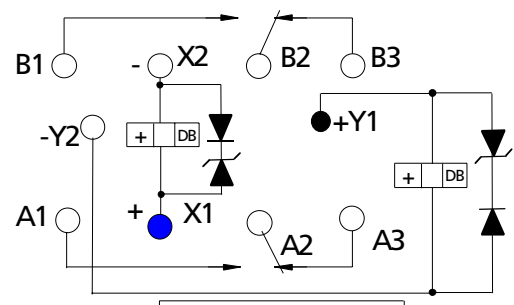 B1 - X2 B2 B3
-Y2 + DB +Y1
+ DB
A1 + X1 A2 A3